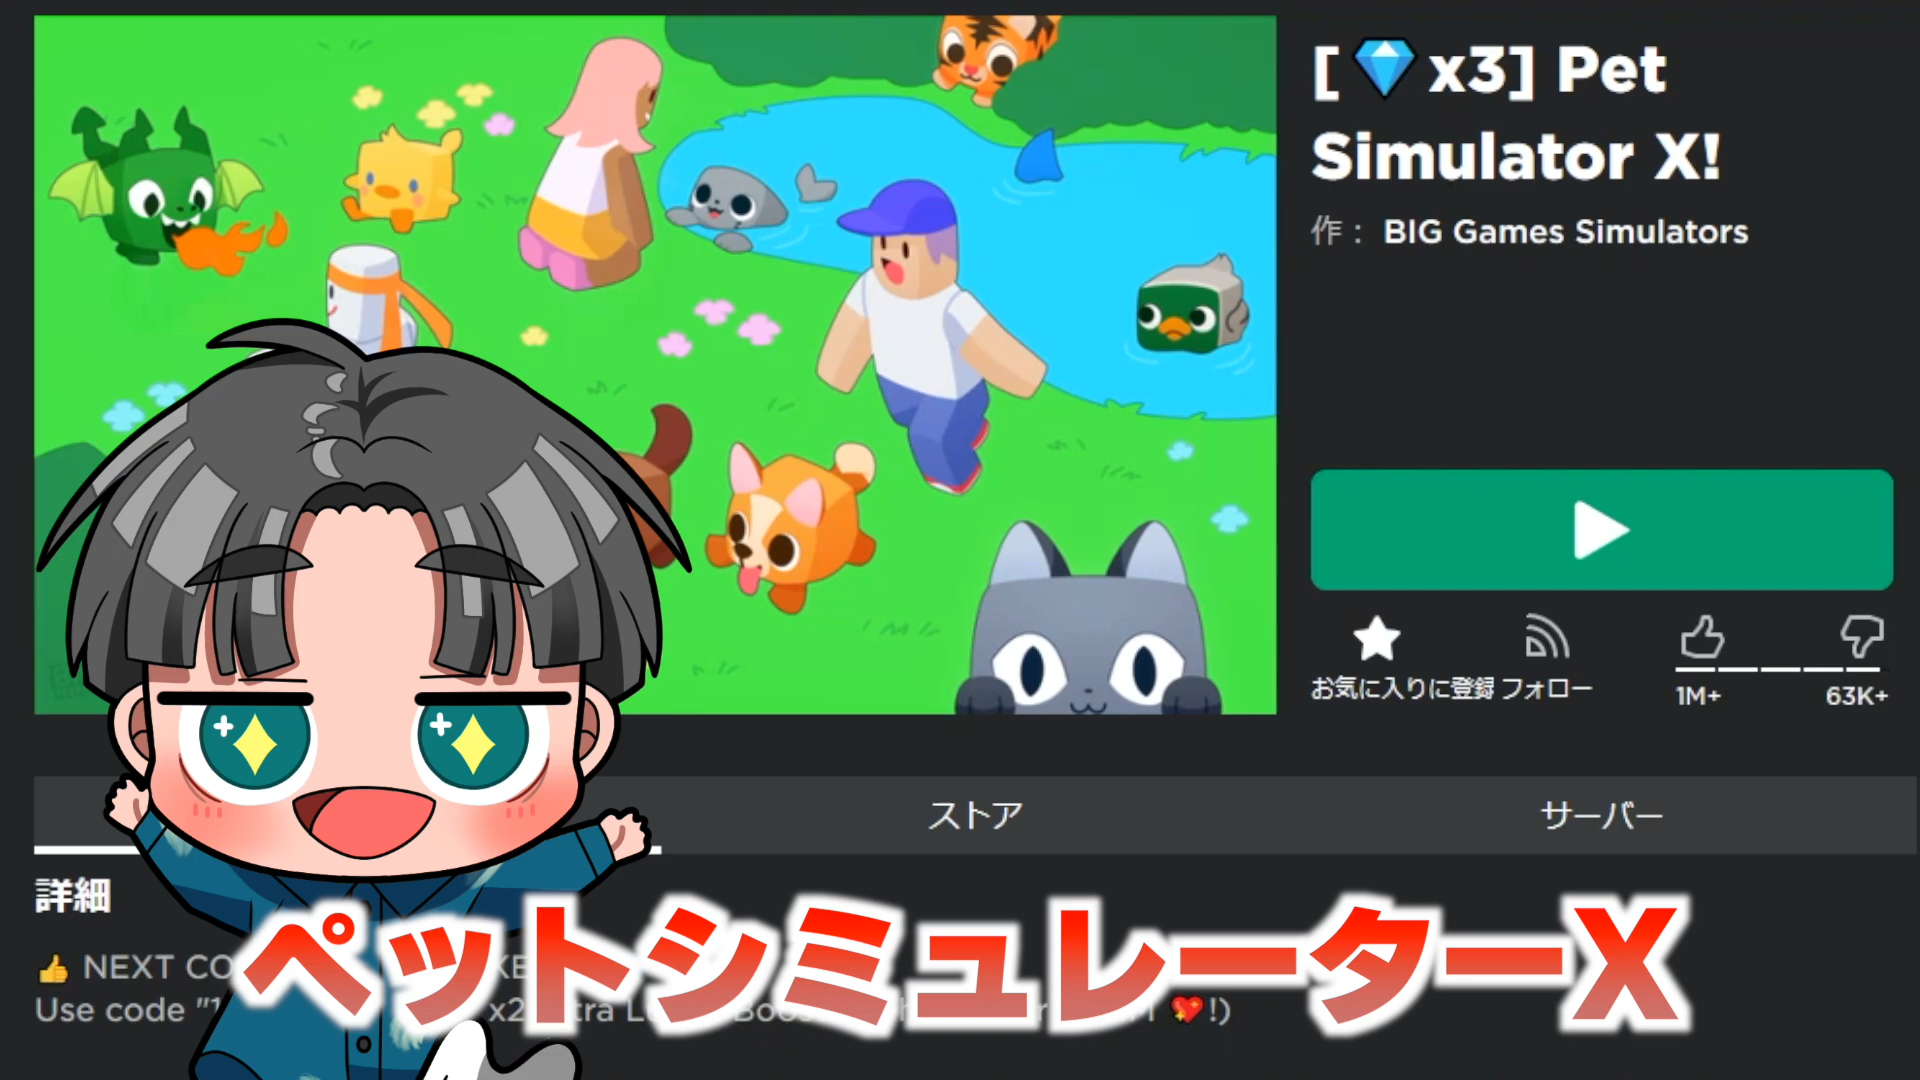 [💎x3] Pet
Simulator X!
作： BIG Games Simulators
お気に入りに登録 フォロー
1M+
63K+
ストア
サーバー
詳細
👍 NEXT
Use code
ペットシミュレーターX